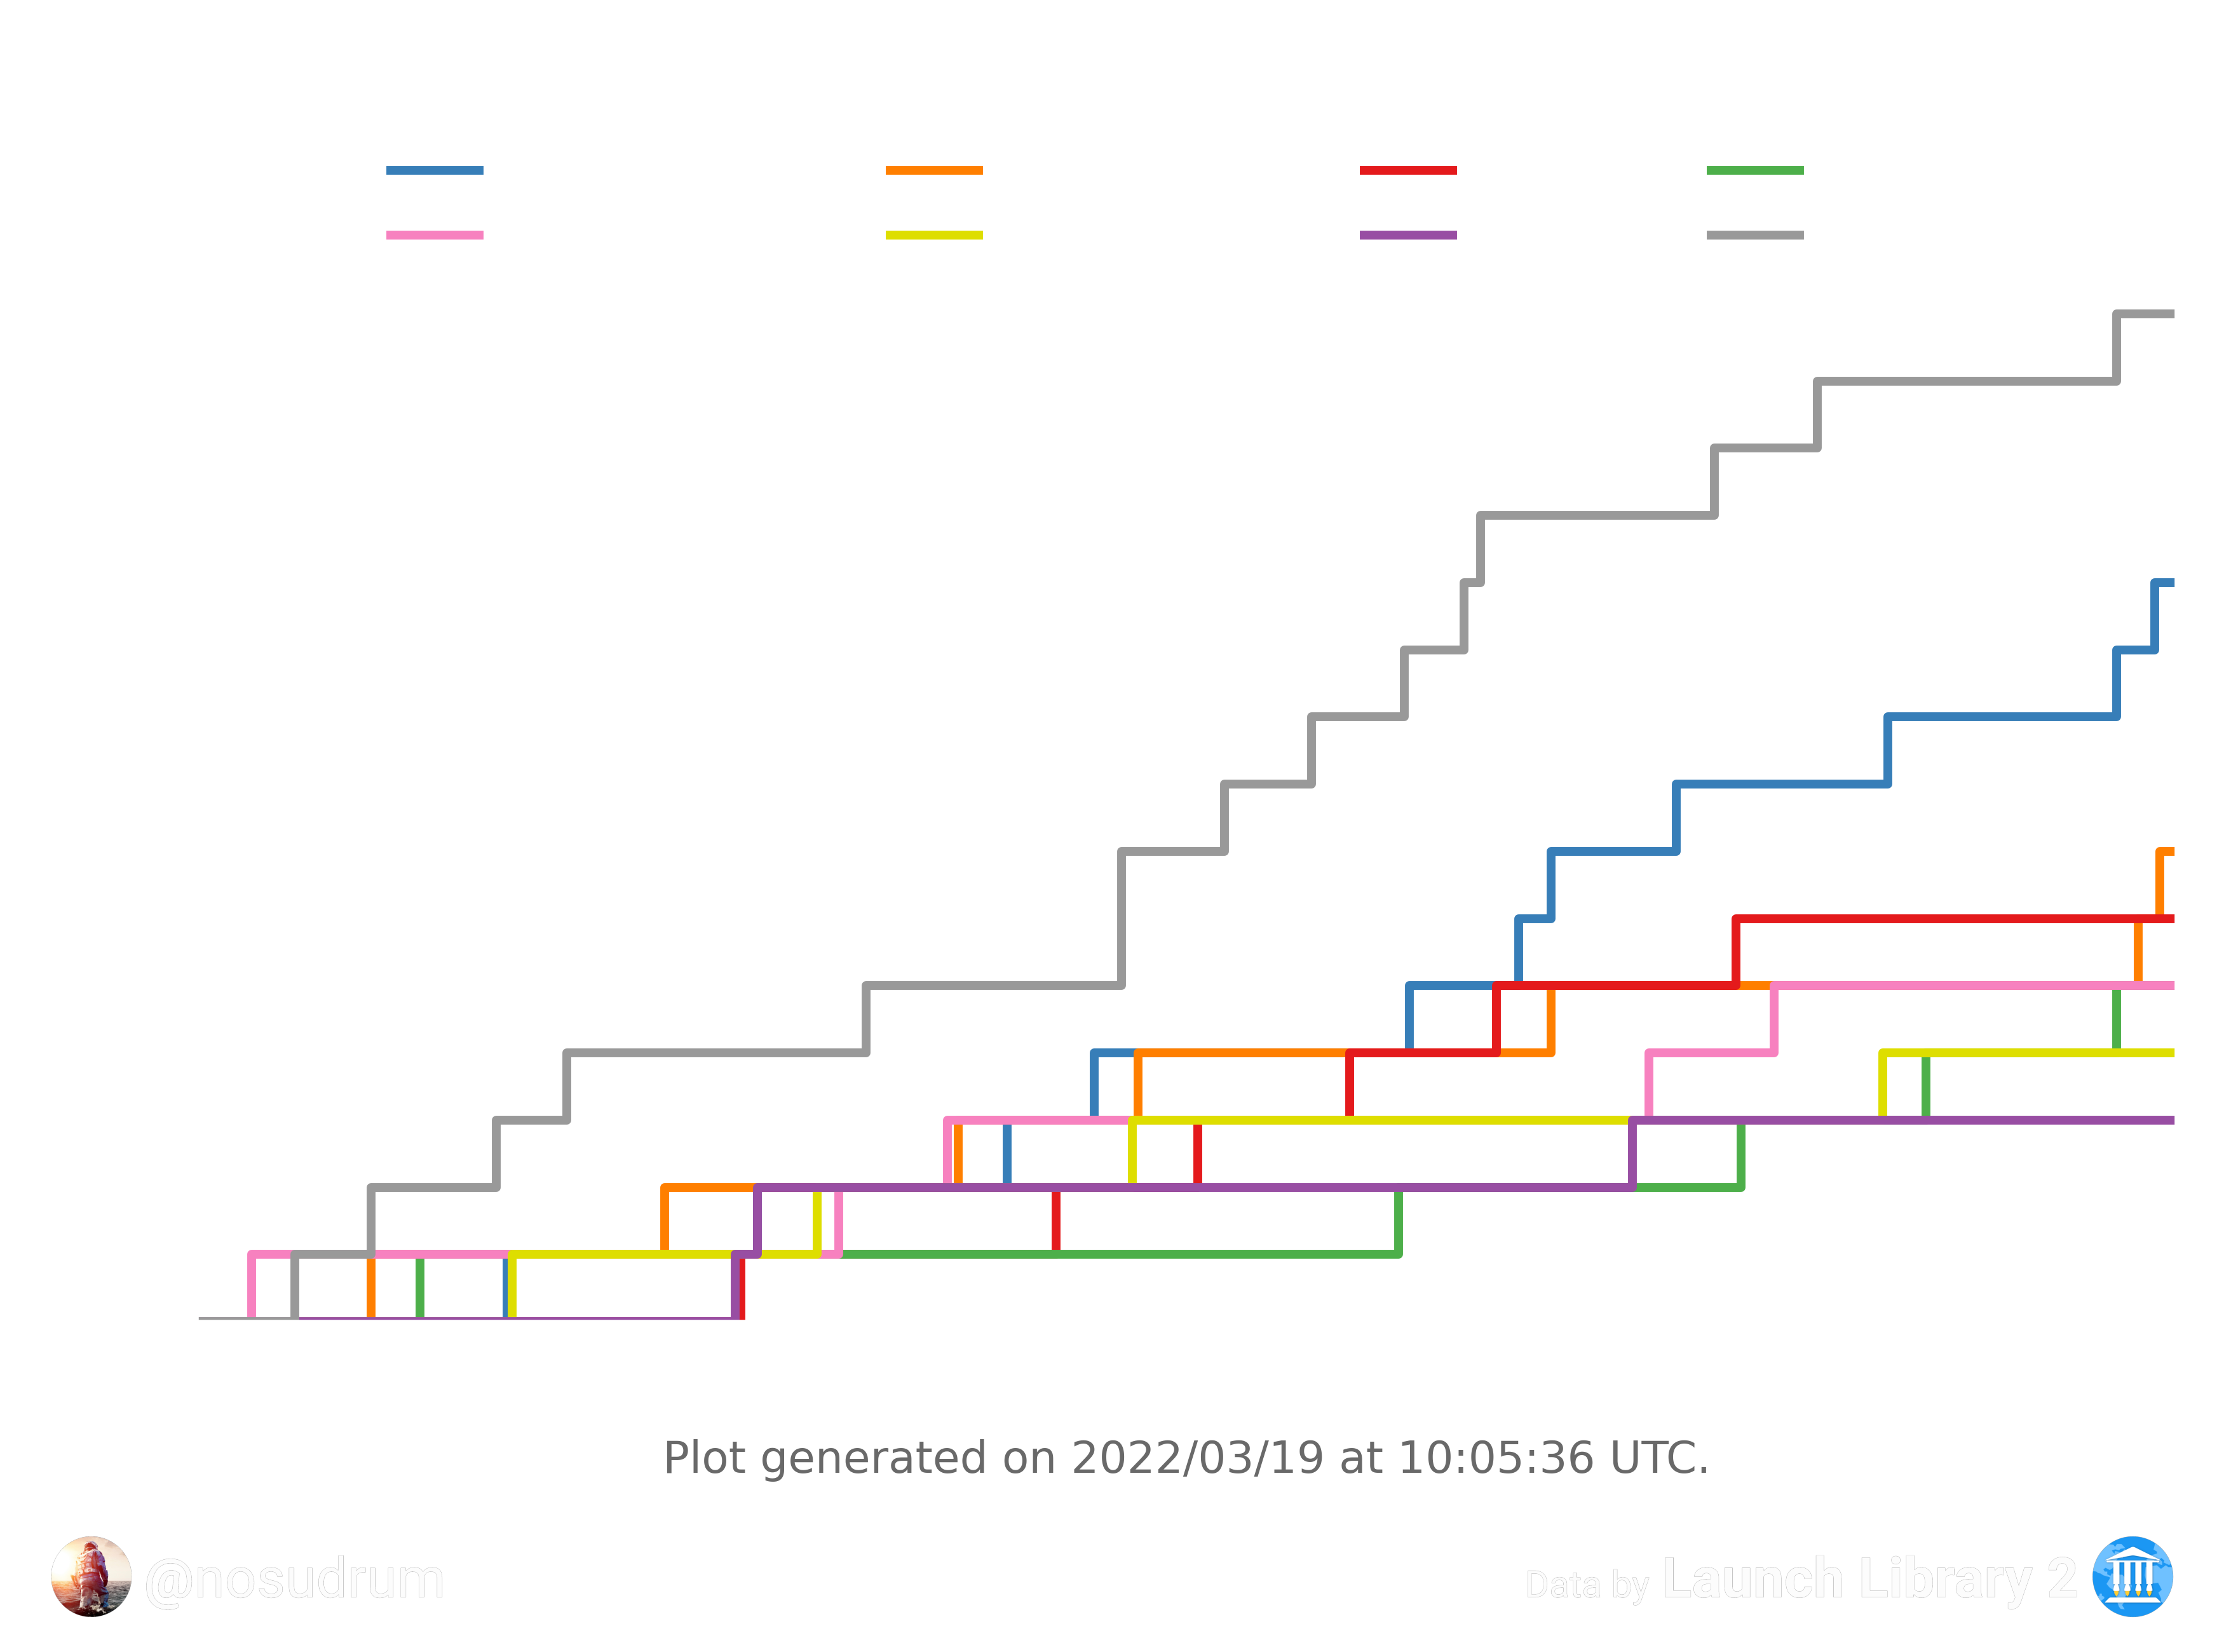 Plot generated on 2022/03/19 at 10:05:36 UTC.
@nosudrum
Data by Launch Library 2